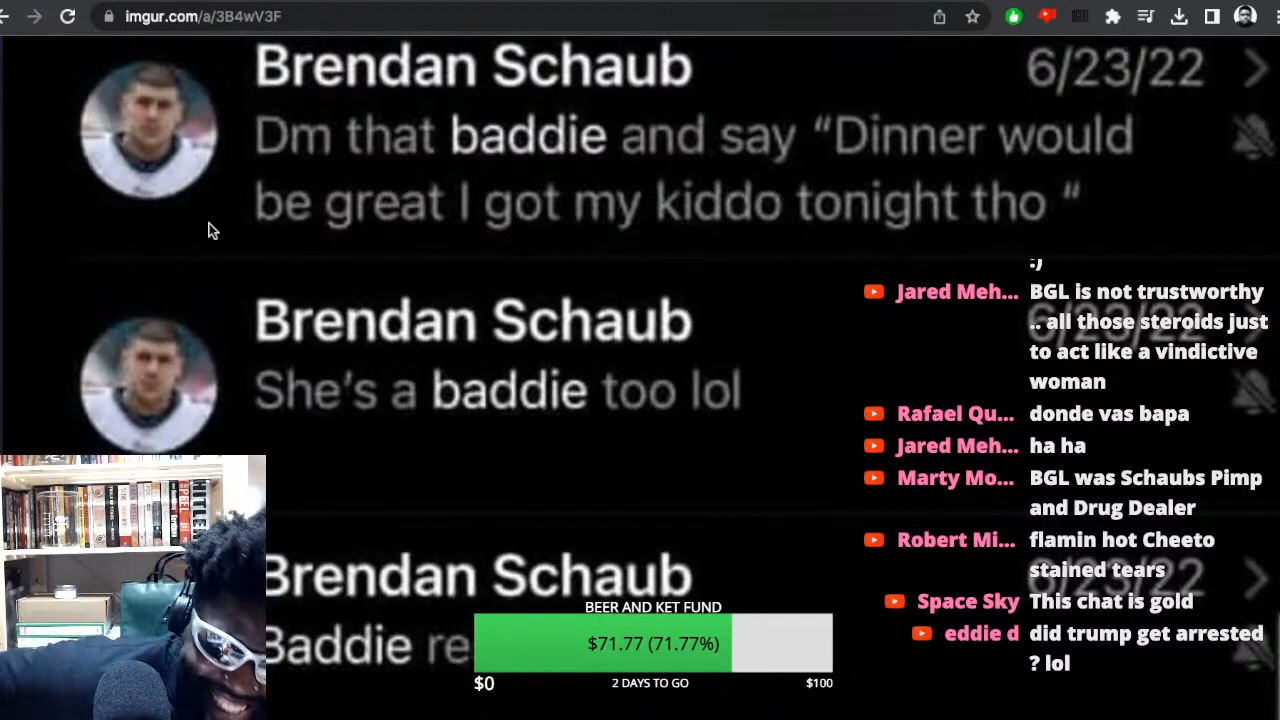 imgur.com/a/3B4wV3F
Brendan Schaub
6/23/22
Dm that baddie and say “Dinner would
be great I got my kiddo tonight tho “
Brendan Schaub
She's a baddie too lol
Brendan Schaub
Baddie re
:)
Jared Meh... BGL is not trustworthy
.. all those steroids just
to act like a vindictive
woman
Rafael Qu... donde vas bapa
Jared Meh... ha ha
Marty Mo... BGL was Schaubs Pimp
and Drug Dealer
Robert Mi... flamin hot Cheeto
stained tears
Space Sky This chat is gold
eddie d did trump get arrested
? lol
BEER AND KET FUND
$71.77 (71.77%)
$0 2 DAYS TO GO $100
HITLER